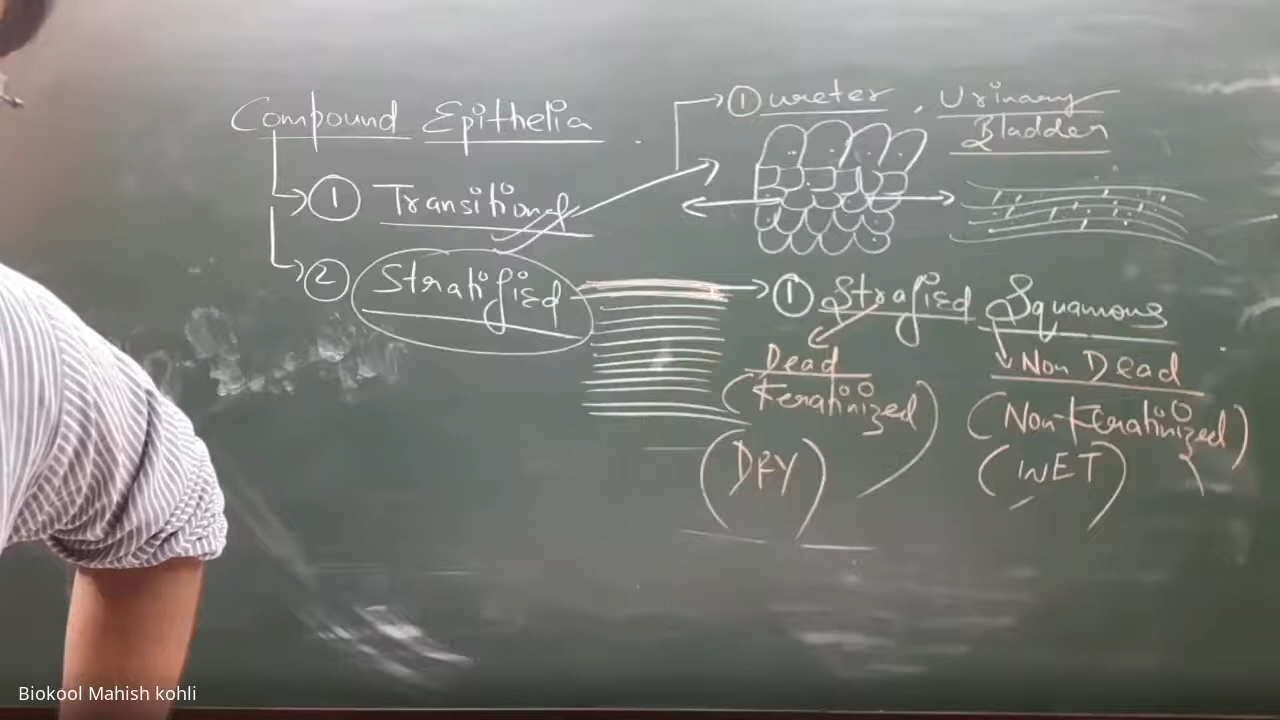 Compound Epithelia
① Transitional
② Stratified
① ureter, Urinary
Bladder
① Strafied Squamous
Dead
(Keratinized)
(DRY)
Non Dead
(Non-Keratinized)
(WET)
Biokool Mahish kohli